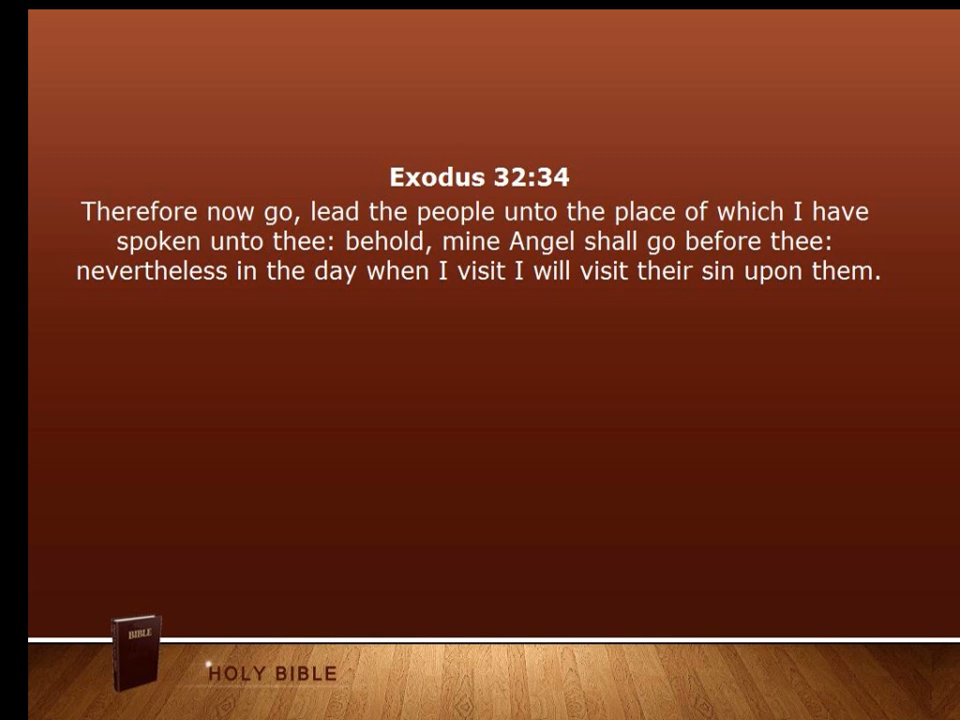 Exodus 32:34
Therefore now go, lead the people unto the place of which I have
spoken unto thee: behold, mine Angel shall go before thee:
nevertheless in the day when I visit I will visit their sin upon them.
BIBLE
HOLY BIBLE